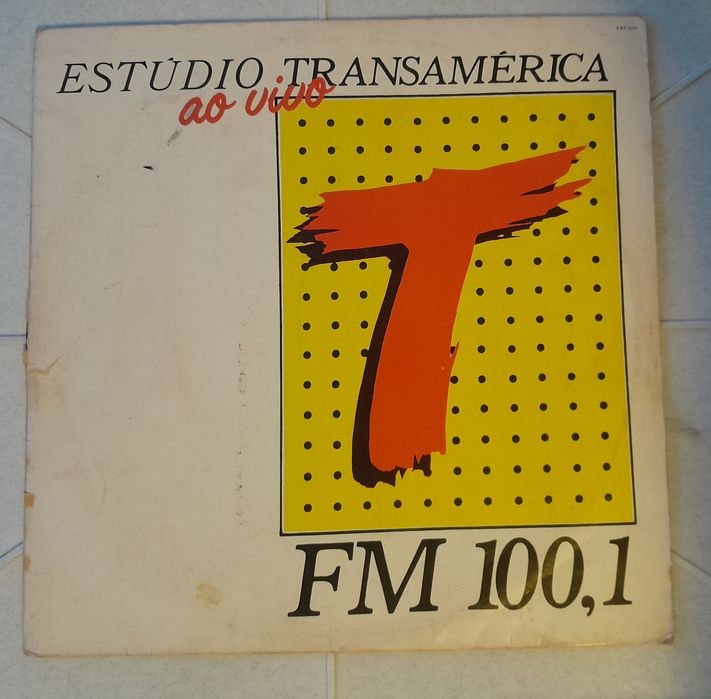 ESTÚDIO TRANSAMÉRICA
ao vivo
T
FM 100,1